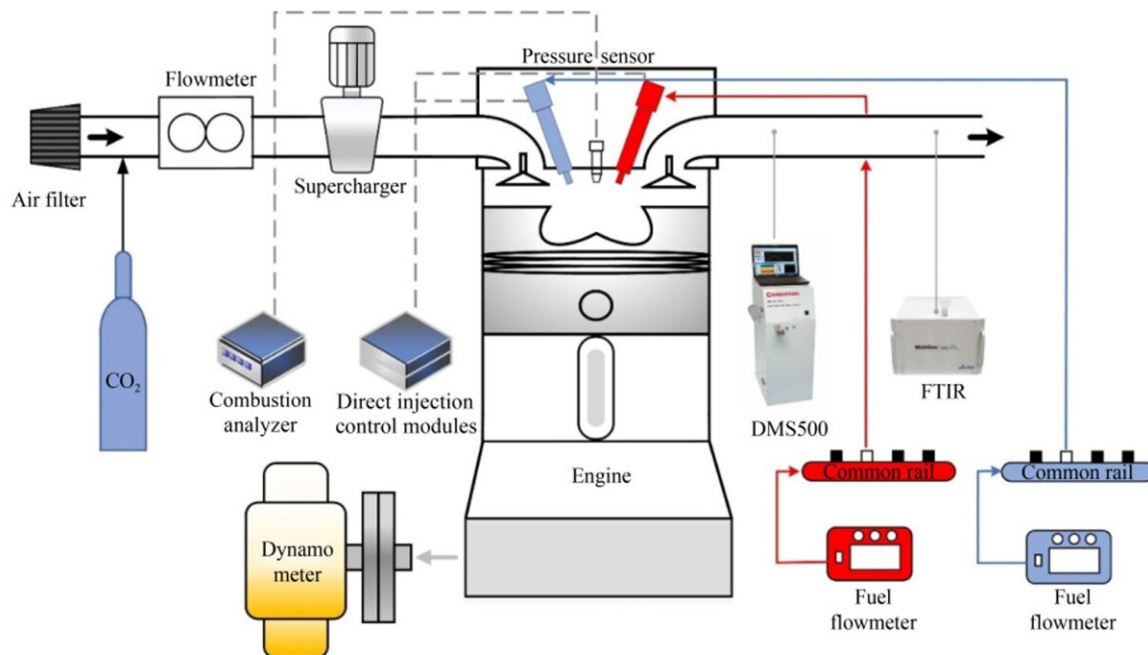 Pressure sensor
Flowmeter
Supercharger
Air filter
CO₂
Combustion
analyzer
Direct injection
control modules
DMS500
FTIR
Common rail
Common rail
Engine
Dynamo
meter
Fuel
flowmeter
Fuel
flowmeter